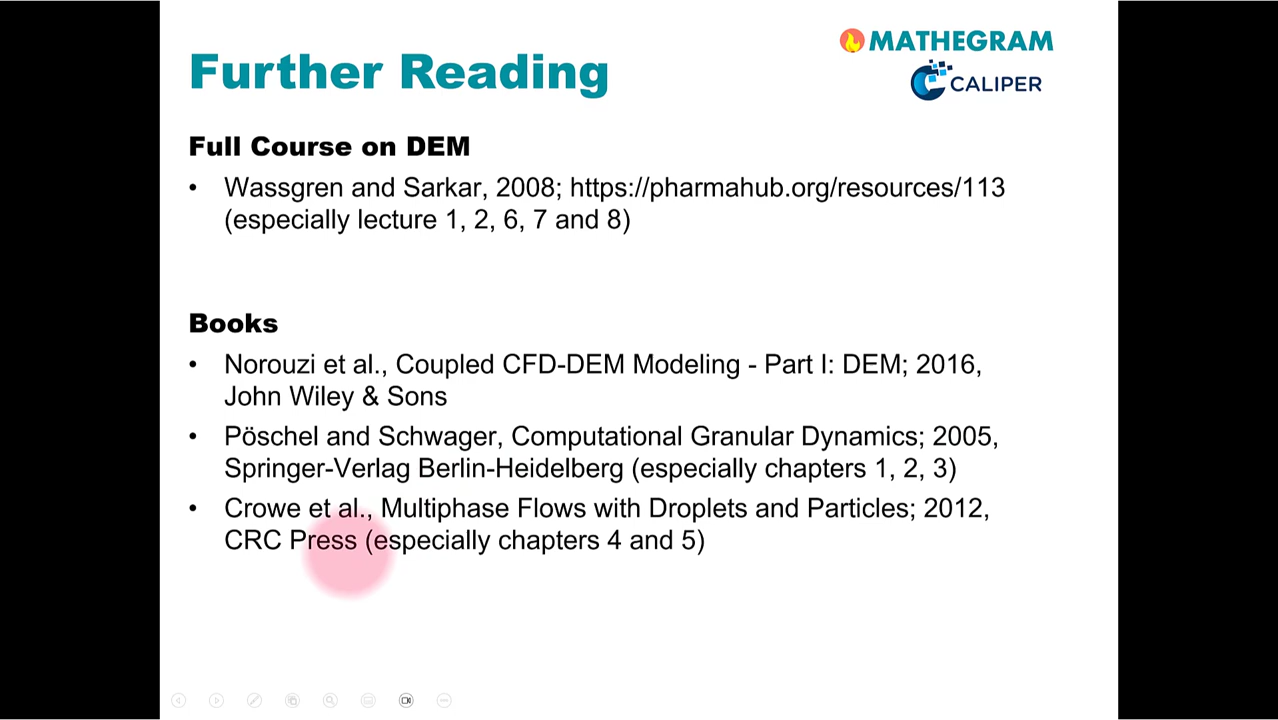 MATHEGRAM
Further Reading
CALIPER
Full Course on DEM
• Wassgren and Sarkar, 2008; https://pharmahub.org/resources/113
(especially lecture 1, 2, 6, 7 and 8)
Books
• Norouzi et al., Coupled CFD-DEM Modeling - Part I: DEM; 2016,
John Wiley & Sons
• Pöschel and Schwager, Computational Granular Dynamics; 2005,
Springer-Verlag Berlin-Heidelberg (especially chapters 1, 2, 3)
• Crowe et al., Multiphase Flows with Droplets and Particles; 2012,
CRC Press (especially chapters 4 and 5)